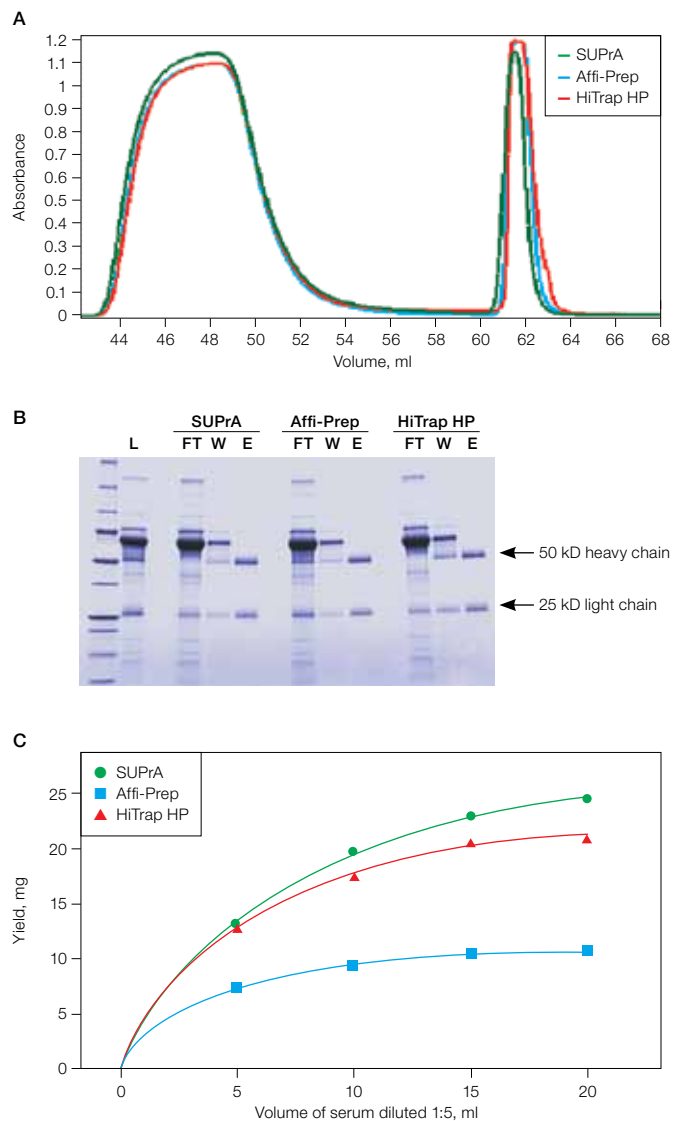 A
1.2
1.1
1
0.9
0.8
0.7
0.6
0.5
0.4
0.3
0.2
0.1
0
Absorbance
SUPrA
Affi-Prep
HiTrap HP
44 46 48 50 52 54 56 58 60 62 64 66 68
Volume, ml
B
SUPrA Affi-Prep HiTrap HP
L FT W E FT W E FT W E
50 kD heavy chain
25 kD light chain
C
SUPrA
Affi-Prep
HiTrap HP
25
20
15
10
5
0
Yield, mg
0 5 10 15 20
Volume of serum diluted 1:5, ml